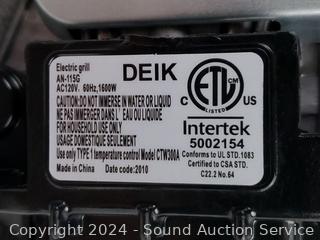 Electric grill
AN-115G
AC120V. 60Hz,1600W
DEIK
CAUTION: DO NOT IMMERSE IN WATER OR LIQUID
NE PAS IMMERGER DANS L' EAU OU LIQUIDE
HOUSEHOLD USE ONLY
USAGE DOMESTIQUE SEULEMENT
Use only TYPE 1 temperature control Model CTW300A
Made in China Date code:2010
ETL CM
C US
LISTED
Intertek
5002154
Conforms to UL STD.1083
Certified to CSA STD.
C22.2 No.64
Copyright 2024 - Sound Auction Service